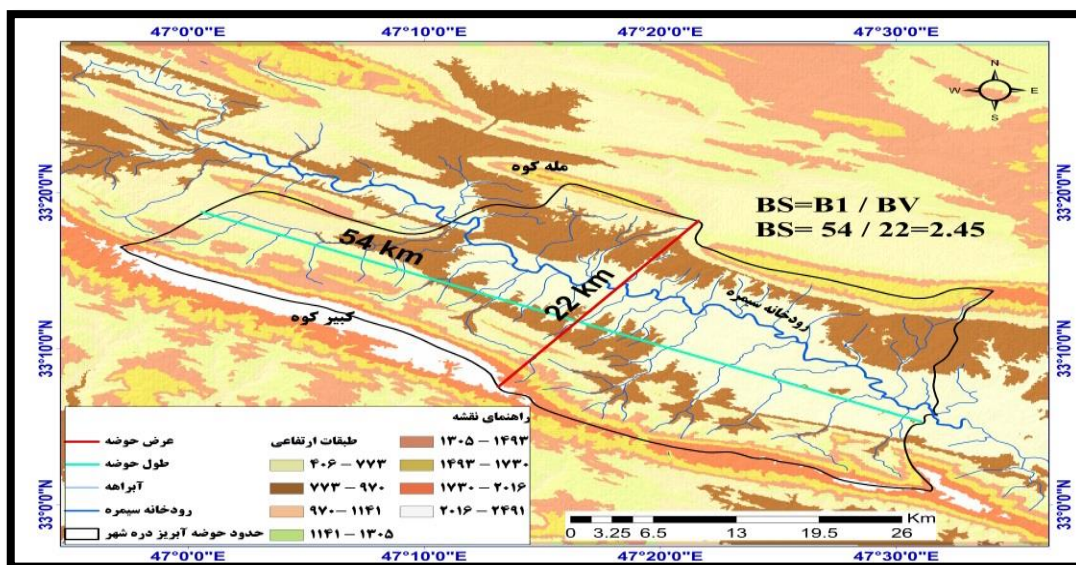 47°0'0"E 47°10'0"E 47°20'0"E 47°30'0"E
N
W E
S
33°20'0"N
33°20'0"N
مله کوه
BS=B1 / BV
BS= 54 / 22=2.45
54 km
22 km
رودخانه سیمره
کبیر کوه
33°10'0"N
33°10'0"N
راهنمای نقشه
عرض حوضه
طول حوضه
آبراهه
رودخانه سیمره
حدود حوضه آبریز دره شهر
طبقات ارتفاعی
۴۰۶ – ۷۷۳
۷۷۳ – ۹۷۰
۹۷۰ – ۱۱۴۱
۱۱۴۱ – ۱۳۰۵
۱۳۰۵ – ۱۴۹۳
۱۴۹۳ – ۱۷۳۰
۱۷۳۰ – ۲۰۱۶
۲۰۱۶ – ۲۴۹۱
33°0'0"N
33°0'0"N
Km
0 3.25 6.5 13 19.5 26
47°0'0"E 47°10'0"E 47°20'0"E 47°30'0"E